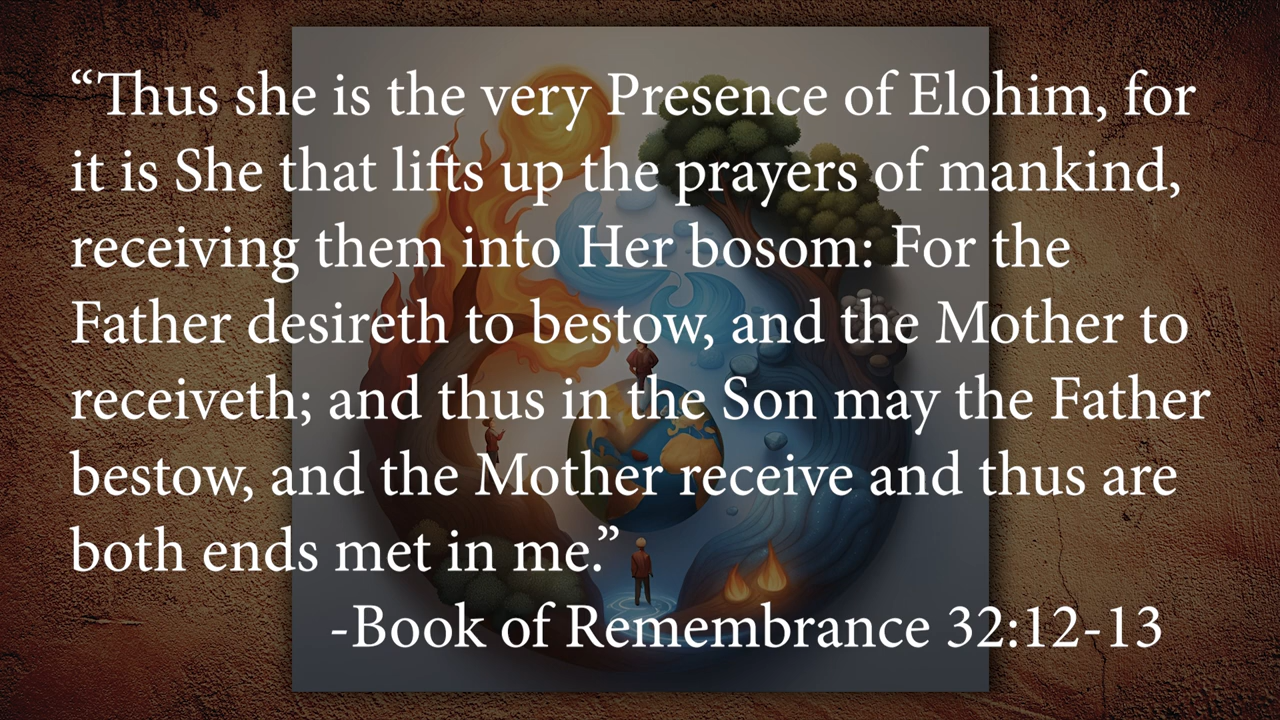 “Thus she is the very Presence of Elohim, for
it is She that lifts up the prayers of mankind,
receiving them into Her bosom: For the
Father desireth to bestow, and the Mother to
receiveth; and thus in the Son may the Father
bestow, and the Mother receive and thus are
both ends met in me.”
-Book of Remembrance 32:12-13